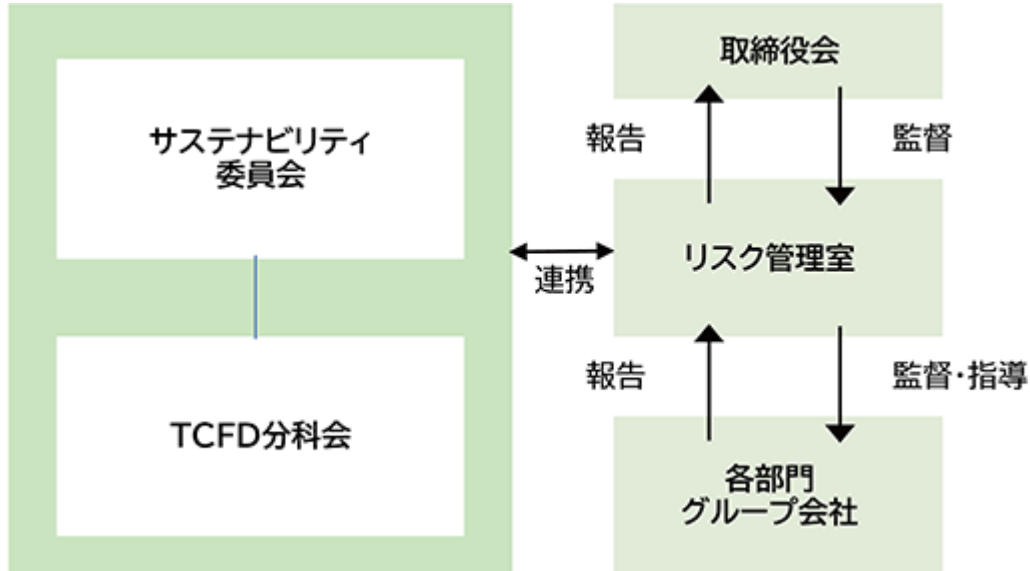 サステナビリティ
委員会
TCFD分科会
連携
取締役会
報告
監督
リスク管理室
報告
監督・指導
各部門
グループ会社